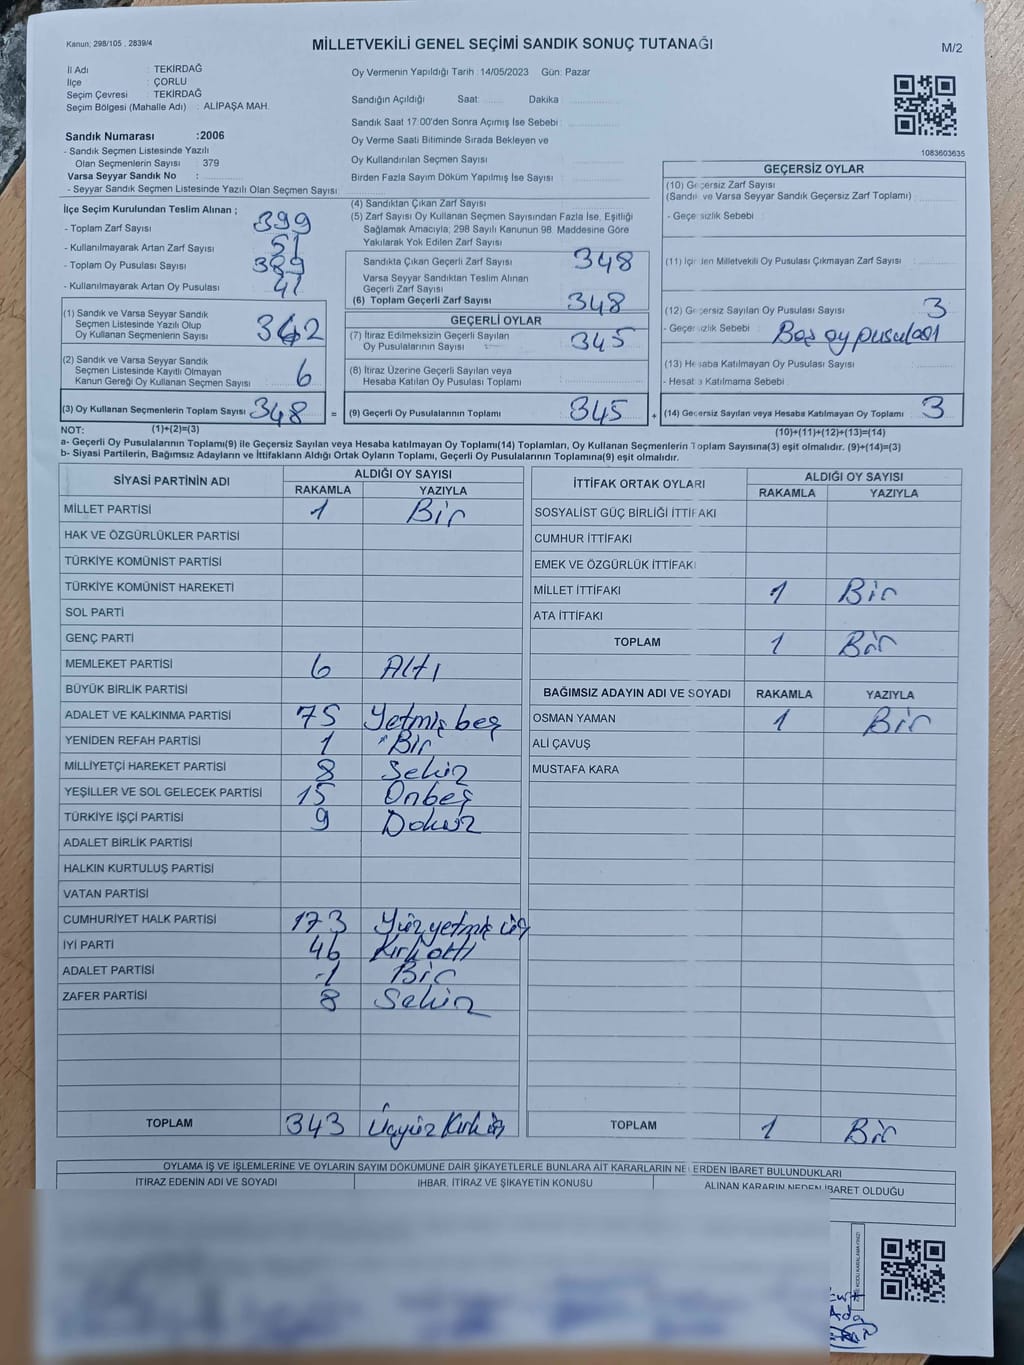 Kanun: 298/105 , 2839/4
MİLLETVEKİLİ GENEL SEÇİMİ SANDIK SONUÇ TUTANAĞI
M/2
İl Adı : TEKİRDAĞ
İlçe : ÇORLU
Seçim Çevresi : TEKİRDAĞ
Seçim Bölgesi (Mahalle Adı) : ALİPAŞA MAH.
Sandık Numarası :2006
- Sandık Seçmen Listesinde Yazılı
Olan Seçmenlerin Sayısı : 379
Varsa Seyyar Sandık No :
- Seyyar Sandık Seçmen Listesinde Yazılı Olan Seçmen Sayısı:
Oy Vermenin Yapıldığı Tarih :14/05/2023 Gün: Pazar
Sandığın Açıldığı Saat: Dakika :
Sandık Saat 17:00'den Sonra Açımış İse Sebebi :
Oy Verme Saati Bitiminde Sırada Bekleyen ve
Oy Kullandırılan Seçmen Sayısı :
Birden Fazla Sayım Döküm Yapılmış İse Sayısı :
1083603635
İlçe Seçim Kurulundan Teslim Alınan ;
- Toplam Zarf Sayısı : 399
- Kullanılmayarak Artan Zarf Sayısı : 51
- Toplam Oy Pusulası Sayısı : 389
- Kullanılmayarak Artan Oy Pusulası : 41
(1) Sandık ve Varsa Seyyar Sandık
Seçmen Listesinde Yazılı Olup
Oy Kullanan Seçmenlerin Sayısı : 342
(2) Sandık ve Varsa Seyyar Sandık
Seçmen Listesinde Kayıtlı Olmayan
Kanun Gereği Oy Kullanan Seçmen Sayısı : 6
(3) Oy Kullanan Seçmenlerin Toplam Sayısı : 348 =
(4) Sandıktan Çıkan Zarf Sayısı :
(5) Zarf Sayısı Oy Kullanan Seçmen Sayısından Fazla İse, Eşitliği
Sağlamak Amacıyla; 298 Sayılı Kanunun 98. Maddesine Göre
Yakılarak Yok Edilen Zarf Sayısı :
Sandıkta Çıkan Geçerli Zarf Sayısı : 348
Varsa Seyyar Sandıktan Teslim Alınan
Geçerli Zarf Sayısı :
(6) Toplam Geçerli Zarf Sayısı : 348
GEÇERLİ OYLAR
(7) İtiraz Edilmeksizin Geçerli Sayılan
Oy Pusulalarının Sayısı : 345
(8) İtiraz Üzerine Geçerli Sayılan veya
Hesaba Katılan Oy Pusulası Toplamı :
(9) Geçerli Oy Pusulalarının Toplamı : 345 +
GEÇERSİZ OYLAR
(10) Geçersiz Zarf Sayısı
(Sandık ve Varsa Seyyar Sandık Geçersiz Zarf Toplamı) :
- Geçersizlik Sebebi :
(11) İçinden Milletvekili Oy Pusulası Çıkmayan Zarf Sayısı :
(12) Geçersiz Sayılan Oy Pusulası Sayısı : 3
- Geçersizlik Sebebi : Boş oy pusulası
(13) Hesaba Katılmayan Oy Pusulası Sayısı :
- Hesaba Katılmama Sebebi :
(14) Geçersiz Sayılan veya Hesaba Katılmayan Oy Toplamı : 3
NOT: (1)+(2)=(3) (10)+(11)+(12)+(13)=(14)
a- Geçerli Oy Pusulalarının Toplamı(9) ile Geçersiz Sayılan veya Hesaba katılmayan Oy Toplamı(14) Toplamları, Oy Kullanan Seçmenlerin Toplam Sayısına(3) eşit olmalıdır. (9)+(14)=(3)
b- Siyasi Partilerin, Bağımsız Adayların ve İttifakların Aldığı Ortak Oyların Toplamı, Geçerli Oy Pusulalarının Toplamına(9) eşit olmalıdır.
SİYASİ PARTİNİN ADI ALDIĞI OY SAYISI
RAKAMLA YAZIYLA
MİLLET PARTİSİ 1 Bir
HAK VE ÖZGÜRLÜKLER PARTİSİ
TÜRKİYE KOMÜNİST PARTİSİ
TÜRKİYE KOMÜNİST HAREKETİ
SOL PARTİ
GENÇ PARTİ
MEMLEKET PARTİSİ 6 Altı
BÜYÜK BİRLİK PARTİSİ
ADALET VE KALKINMA PARTİSİ 75 Yetmiş beş
YENİDEN REFAH PARTİSİ 1 Bir
MİLLİYETÇİ HAREKET PARTİSİ 8 Sekiz
YEŞİLLER VE SOL GELECEK PARTİSİ 15 Onbeş
TÜRKİYE İŞÇİ PARTİSİ 9 Dokuz
ADALET BİRLİK PARTİSİ
HALKIN KURTULUŞ PARTİSİ
VATAN PARTİSİ
CUMHURİYET HALK PARTİSİ 173 Yüzyetmiş üç
İYİ PARTİ 46 Kırk altı
ADALET PARTİSİ 1 Bir
ZAFER PARTİSİ 8 Sekiz
TOPLAM 343 Üçyüz Kırk üç
İTTİFAK ORTAK OYLARI ALDIĞI OY SAYISI
RAKAMLA YAZIYLA
SOSYALİST GÜÇ BİRLİĞİ İTTİFAKI
CUMHUR İTTİFAKI
EMEK VE ÖZGÜRLÜK İTTİFAKI
MİLLET İTTİFAKI 1 Bir
ATA İTTİFAKI
TOPLAM 1 Bir
BAĞIMSIZ ADAYIN ADI VE SOYADI RAKAMLA YAZIYLA
OSMAN YAMAN 1 Bir
ALİ ÇAVUŞ
MUSTAFA KARA
TOPLAM 1 Bir
OYLAMA İŞ VE İŞLEMLERİNE VE OYLARIN SAYIM DÖKÜMÜNE DAİR ŞİKAYETLERLE BUNLARA AİT KARARLARIN NELERDEN İBARET BULUNDUKLARI
İTİRAZ EDENİN ADI VE SOYADI IHBAR, İTİRAZ VE ŞİKAYETİN KONUSU ALINAN KARARIN NEDEN İBARET OLDUĞU